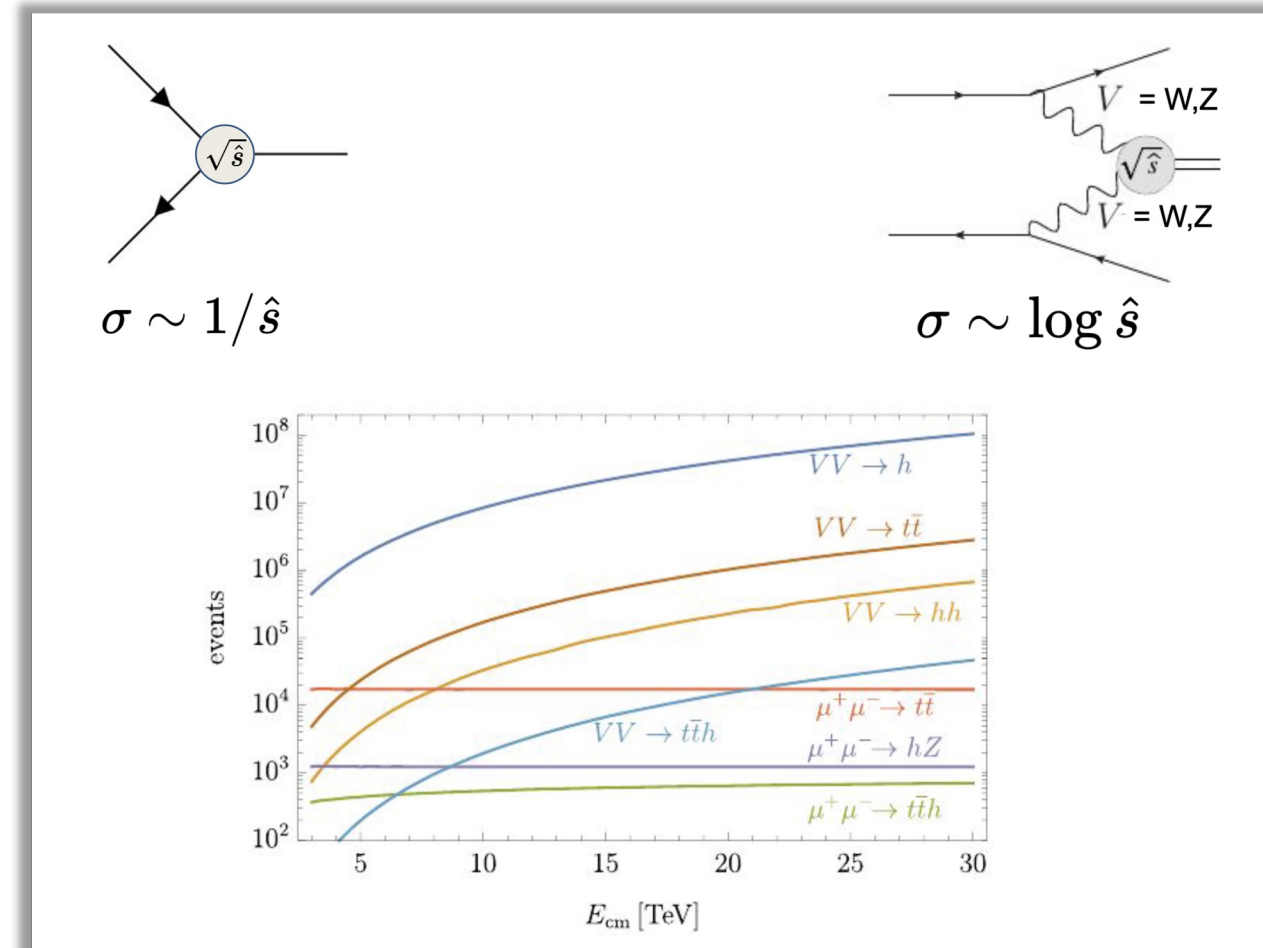 √ŝ
V = W,Z
√ŝ
V = W,Z
σ ∼ 1/ŝ
σ ∼ log ŝ
10⁸
10⁷
10⁶
10⁵
10⁴
10³
10²
events
VV → h
VV → tt̄
VV → hh
μ⁺μ⁻→ tt̄
VV → tt̄h
μ⁺μ⁻→ hZ
μ⁺μ⁻→ tt̄h
5 10 15 20 25 30
E_cm [TeV]